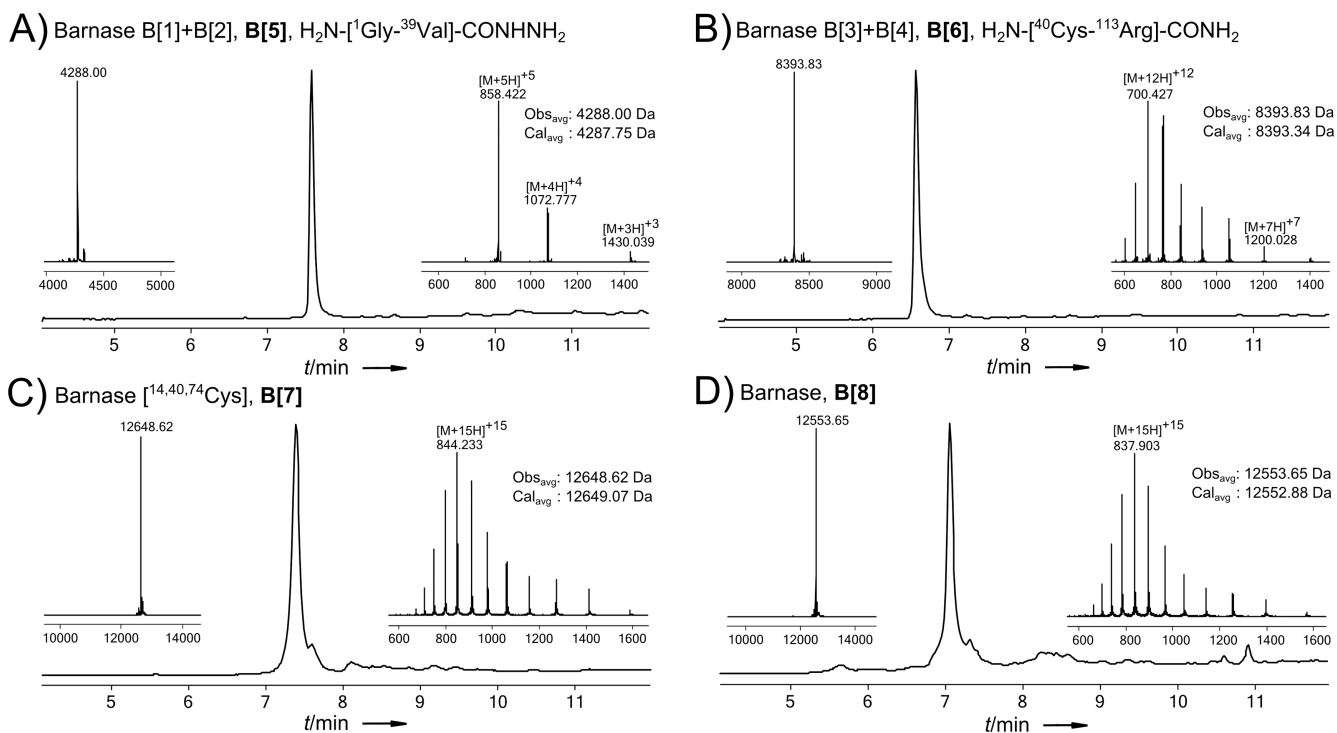 A) Barnase B[1]+B[2], B[5], H₂N-[¹Gly-³⁹Val]-CONHNH₂
4288.00
[M+5H]⁺⁵
858.422
Obsavg: 4288.00 Da
Calavg : 4287.75 Da
[M+4H]⁺⁴
1072.777
[M+3H]⁺³
1430.039
4000 4500 5000
600 800 1000 1200 1400
5 6 7 8 9 10 11
t/min
B) Barnase B[3]+B[4], B[6], H₂N-[⁴⁰Cys-¹¹³Arg]-CONH₂
8393.83
[M+12H]⁺¹²
700.427
Obsavg: 8393.83 Da
Calavg : 8393.34 Da
[M+7H]⁺⁷
1200.028
8000 8500 9000
600 800 1000 1200 1400
5 6 7 8 9 10 11
t/min
C) Barnase [¹⁴,⁴⁰,⁷⁴Cys], B[7]
12648.62
[M+15H]⁺¹⁵
844.233
Obsavg: 12648.62 Da
Calavg : 12649.07 Da
10000 12000 14000
600 800 1000 1200 1400 1600
5 6 7 8 9 10 11
t/min
D) Barnase, B[8]
12553.65
[M+15H]⁺¹⁵
837.903
Obsavg: 12553.65 Da
Calavg : 12552.88 Da
10000 12000 14000
600 800 1000 1200 1400 1600
5 6 7 8 9 10 11
t/min